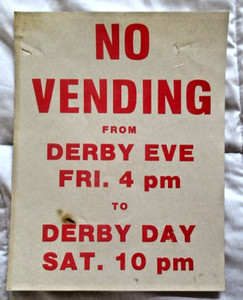 NO
VENDING
FROM
DERBY EVE
FRI. 4 pm
TO
DERBY DAY
SAT. 10 pm